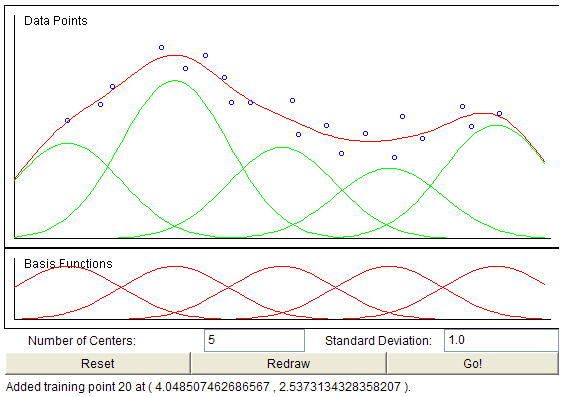 Data Points
Basis Functions
Number of Centers: 5 Standard Deviation: 1.0
Reset Redraw Go!
Added training point 20 at ( 4.048507462686567 , 2.5373134328358207 ).